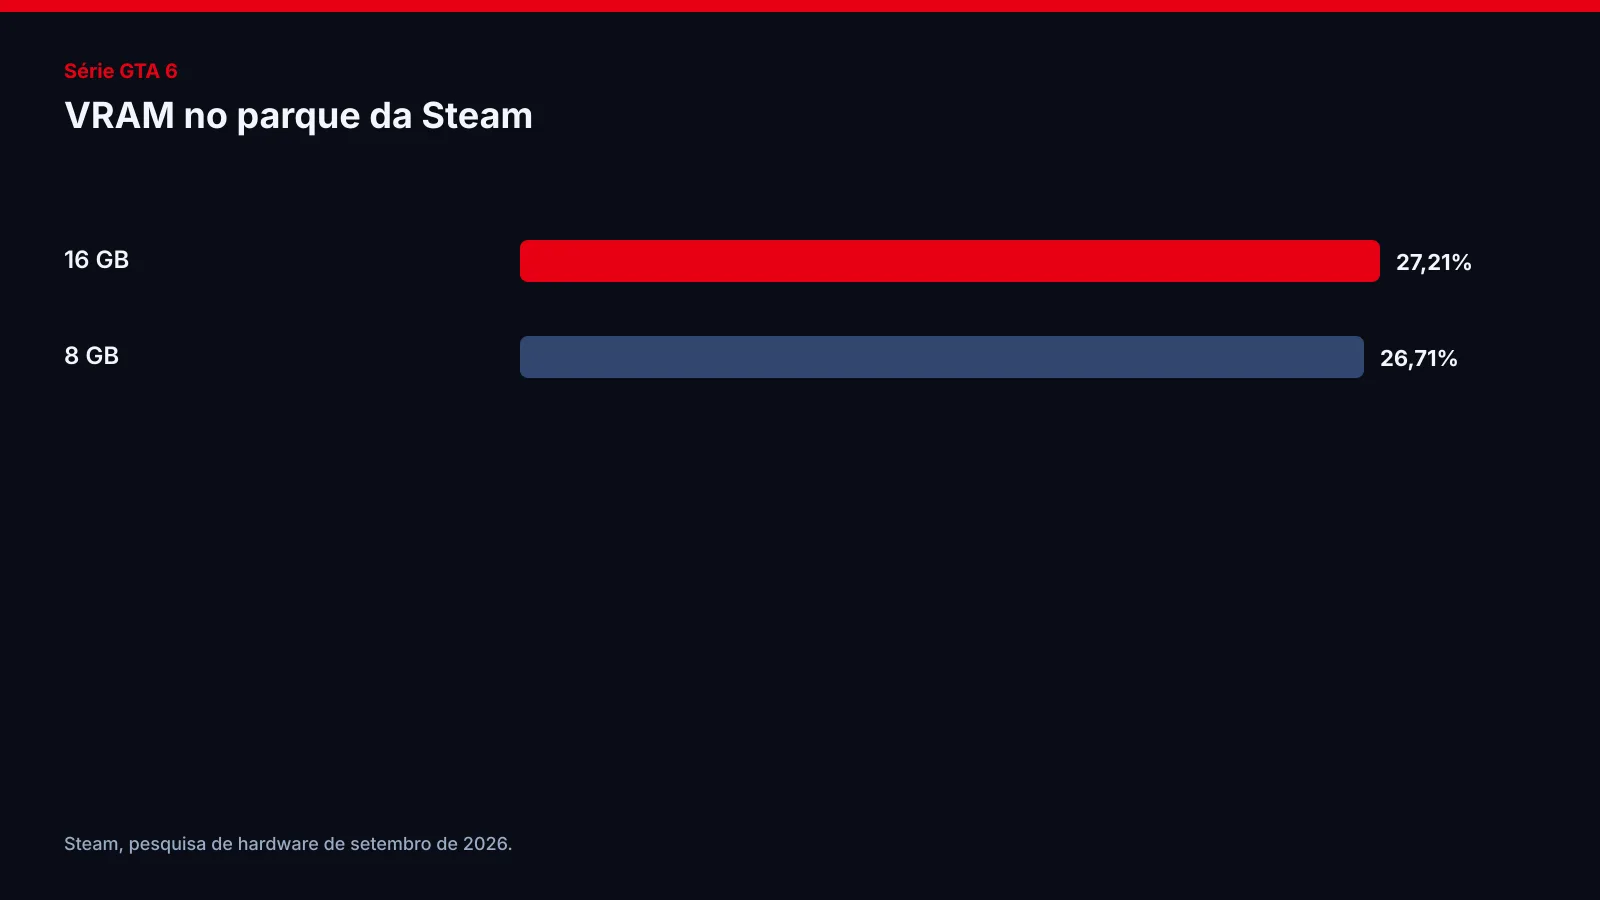 Série GTA 6
VRAM no parque da Steam
16 GB
27,21%
8 GB
26,71%
Steam, pesquisa de hardware de setembro de 2026.